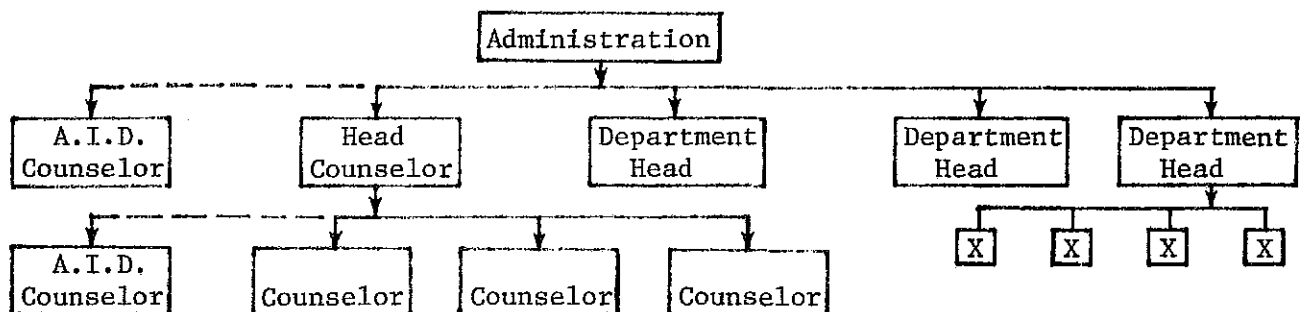 Administration
A.I.D.
Counselor
Head
Counselor
Department
Head
Department
Head
Department
Head
A.I.D.
Counselor
Counselor
Counselor
Counselor
X
X
X
X